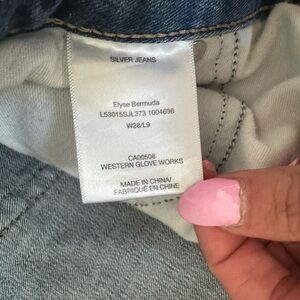 SILVER JEANS
Elyse Bermuda
L53015SJL373 1004696
W28/L9
CA00508
WESTERN GLOVE WORKS
MADE IN CHINA/
FABRIQUÉ EN CHINE